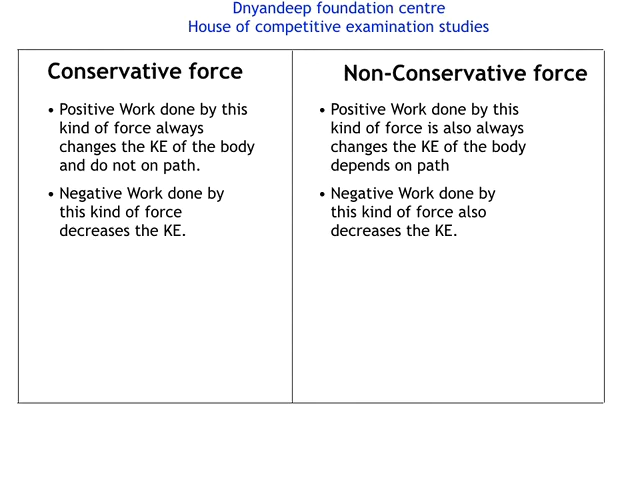 Dnyandeep foundation centre
House of competitive examination studies
Conservative force
• Positive Work done by this
kind of force always
changes the KE of the body
and do not on path.
• Negative Work done by
this kind of force
decreases the KE.
Non-Conservative force
• Positive Work done by this
kind of force is also always
changes the KE of the body
depends on path
• Negative Work done by
this kind of force also
decreases the KE.